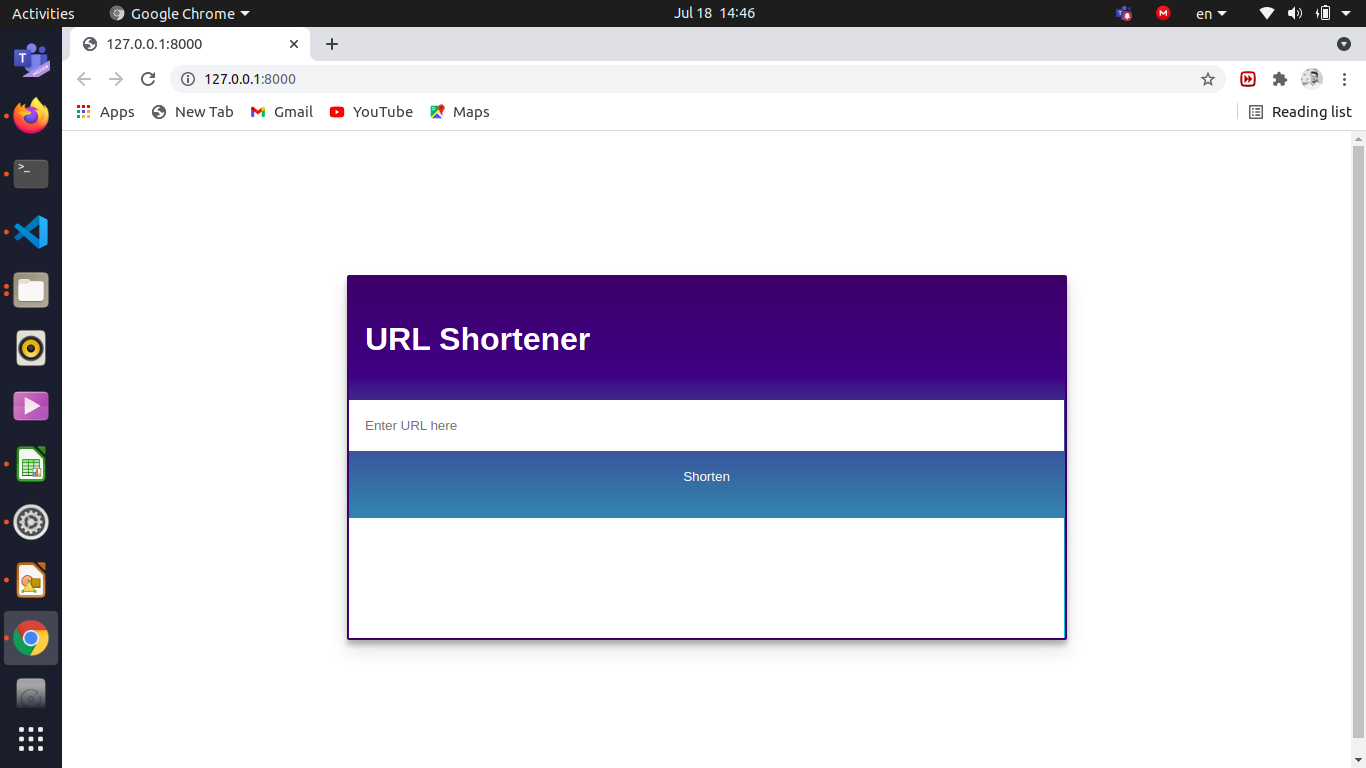 Activities Google Chrome Jul 18 14:46 en
127.0.0.1:8000
127.0.0.1:8000
Apps New Tab Gmail YouTube Maps Reading list
URL Shortener
Enter URL here
Shorten